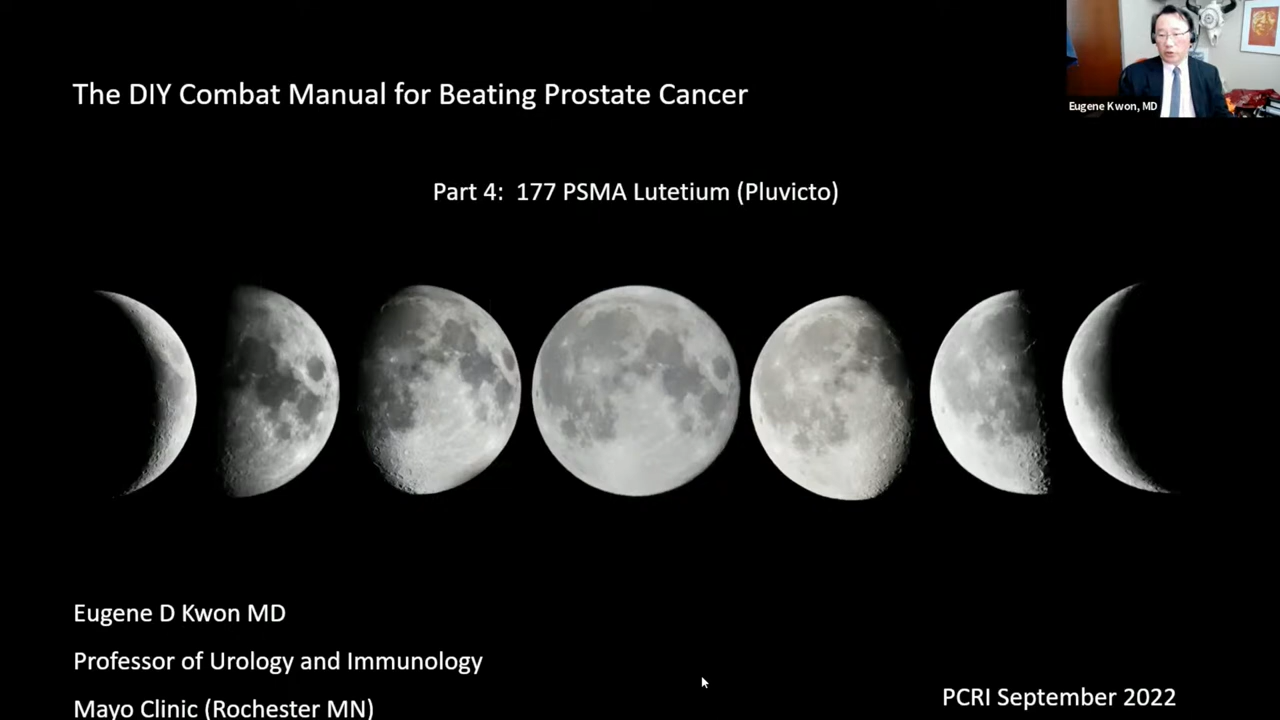 The DIY Combat Manual for Beating Prostate Cancer
Eugene Kwon, MD
Part 4:  177 PSMA Lutetium (Pluvicto)
Eugene D Kwon MD
Professor of Urology and Immunology
Mayo Clinic (Rochester MN)
PCRI September 2022